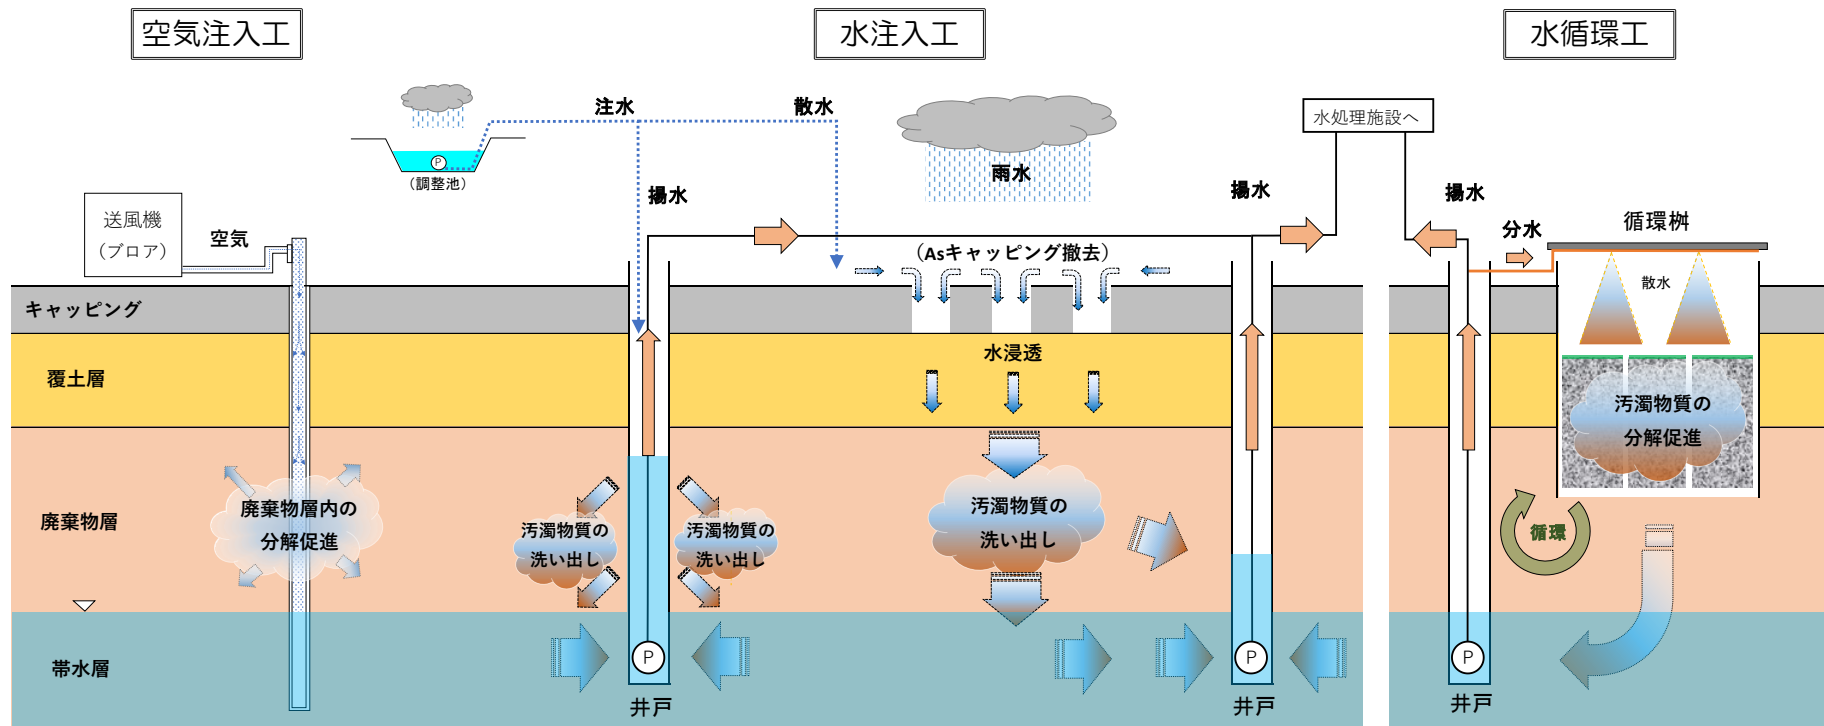 空気注入工
水注入工
水循環工
注水
散水
雨水
水処理施設へ
P
(調整池)
送風機
(ブロア)
空気
揚水
揚水
揚水
分水
循環桝
(Asキャッピング撤去)
散水
キャッピング
覆土層
水浸透
廃棄物層
廃棄物層内の
分解促進
汚濁物質の
洗い出し
汚濁物質の
洗い出し
汚濁物質の
洗い出し
汚濁物質の
分解促進
循環
帯水層
P
P
P
井戸
井戸
井戸